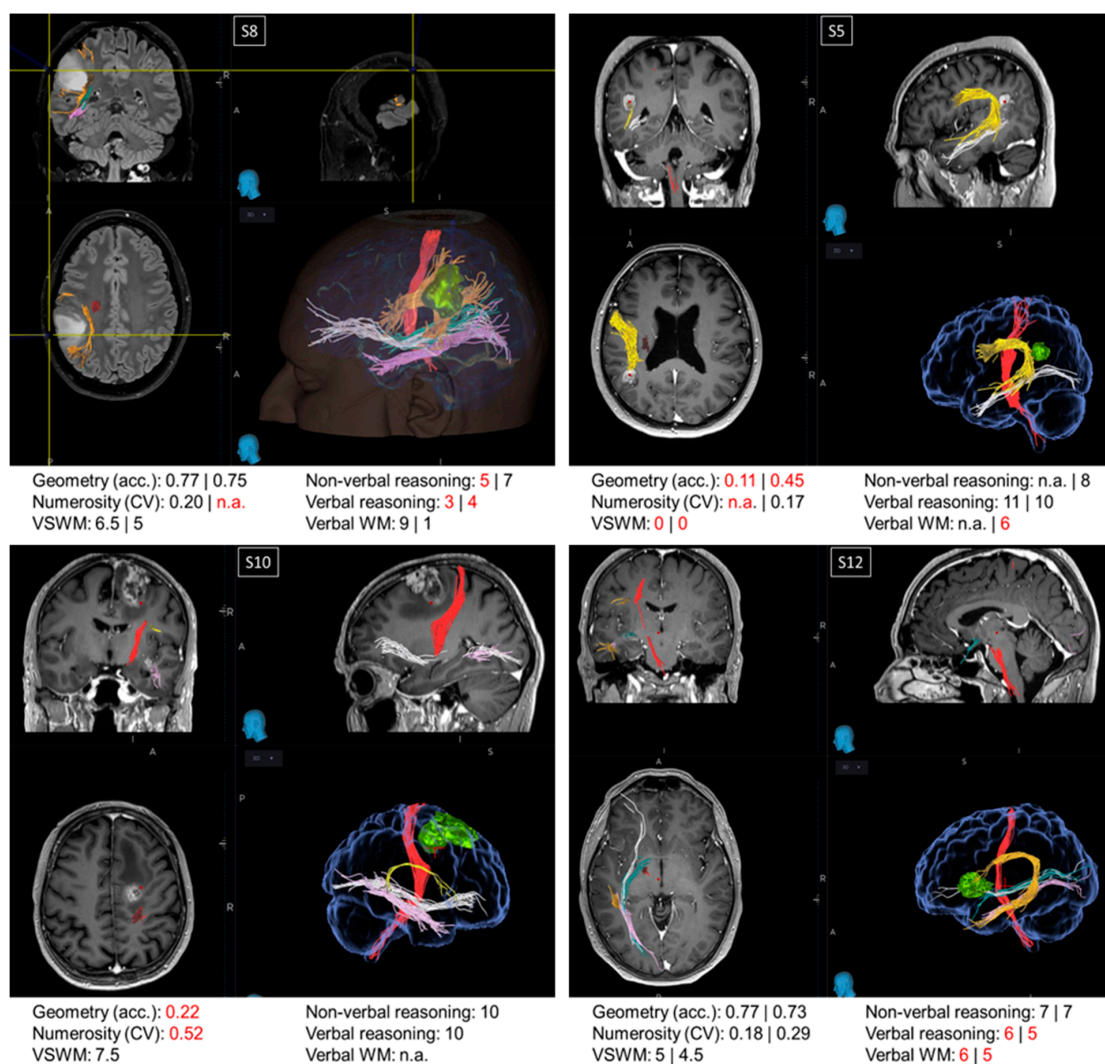 S8
R
A
I
A
3D
S
R
A
P
I
Geometry (acc.): 0.77 | 0.75
Numerosity (CV): 0.20 | n.a.
VSWM: 6.5 | 5
Non-verbal reasoning: 5 | 7
Verbal reasoning: 3 | 4
Verbal WM: 9 | 1
S5
R
A
I
I
A
3D
S
R
A
Geometry (acc.): 0.11 | 0.45
Numerosity (CV): n.a. | 0.17
VSWM: 0 | 0
Non-verbal reasoning: n.a. | 8
Verbal reasoning: 11 | 10
Verbal WM: n.a. | 6
S10
R
A
I
I
A
3D
S
P
R
Geometry (acc.): 0.22
Numerosity (CV): 0.52
VSWM: 7.5
Non-verbal reasoning: 10
Verbal reasoning: 10
Verbal WM: n.a.
S12
R
A
I
I
A
3D
S
R
A
Geometry (acc.): 0.77 | 0.73
Numerosity (CV): 0.18 | 0.29
VSWM: 5 | 4.5
Non-verbal reasoning: 7 | 7
Verbal reasoning: 6 | 5
Verbal WM: 6 | 5